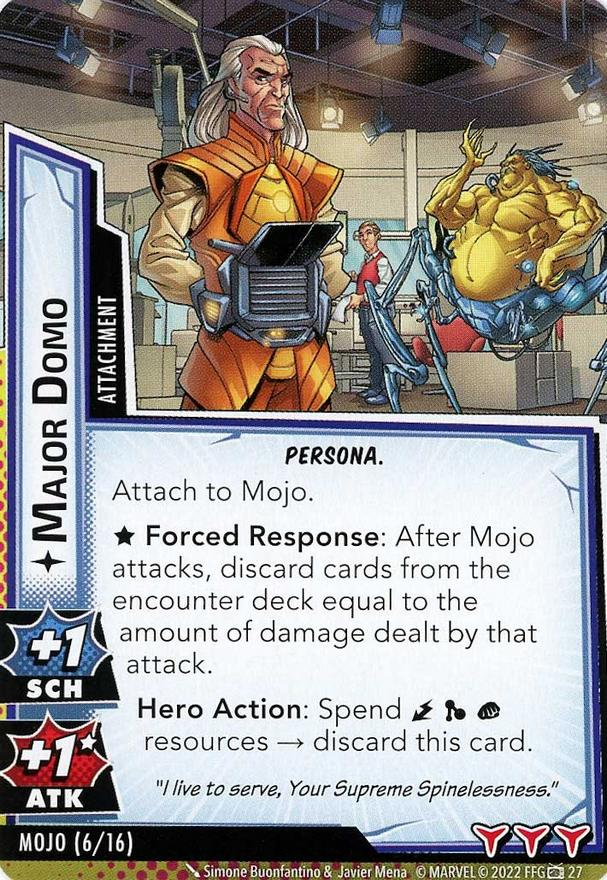 MAJOR DOMO
ATTACHMENT
PERSONA.
Attach to Mojo.
★ Forced Response: After Mojo
attacks, discard cards from the
encounter deck equal to the
amount of damage dealt by that
attack.
Hero Action: Spend
resources → discard this card.
"I live to serve, Your Supreme Spinelessness."
+1
SCH
+1★
ATK
MOJO (6/16)
Simone Buonfantino & Javier Mena © MARVEL © 2022 FFG 27